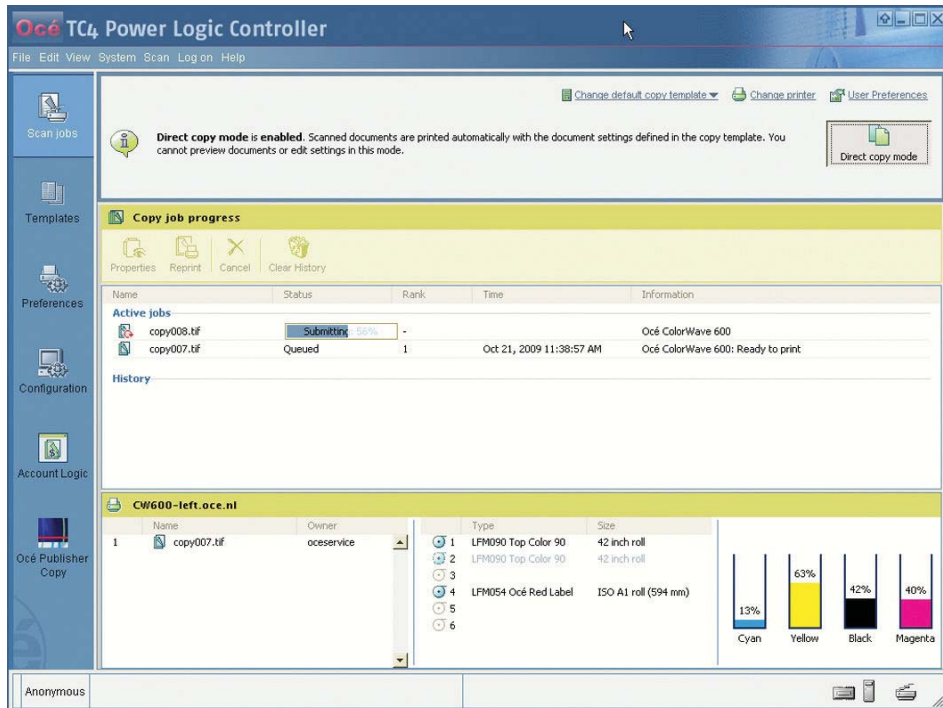 Océ TC4 Power Logic Controller
File Edit View System Scan Log on Help
Scan jobs
Templates
Preferences
Configuration
Account Logic
Océ Publisher
Copy
Change default copy template
Change printer
User Preferences
Direct copy mode is enabled. Scanned documents are printed automatically with the document settings defined in the copy template. You
cannot preview documents or edit settings in this mode.
Direct copy mode
Copy job progress
Properties Reprint Cancel Clear History
Name Status Rank Time Information
Active jobs
copy008.tif Submitting: 56% - Océ ColorWave 600
copy007.tif Queued 1 Oct 21, 2009 11:38:57 AM Océ ColorWave 600: Ready to print
History
CW600-left.oce.nl
Name Owner
1 copy007.tif oceservice
Type Size
1 LFM090 Top Color 90 42 inch roll
2 LFM090 Top Color 90 42 inch roll
3
4 LFM054 Océ Red Label ISO A1 roll (594 mm)
5
6
13% 63% 42% 40%
Cyan Yellow Black Magenta
Anonymous